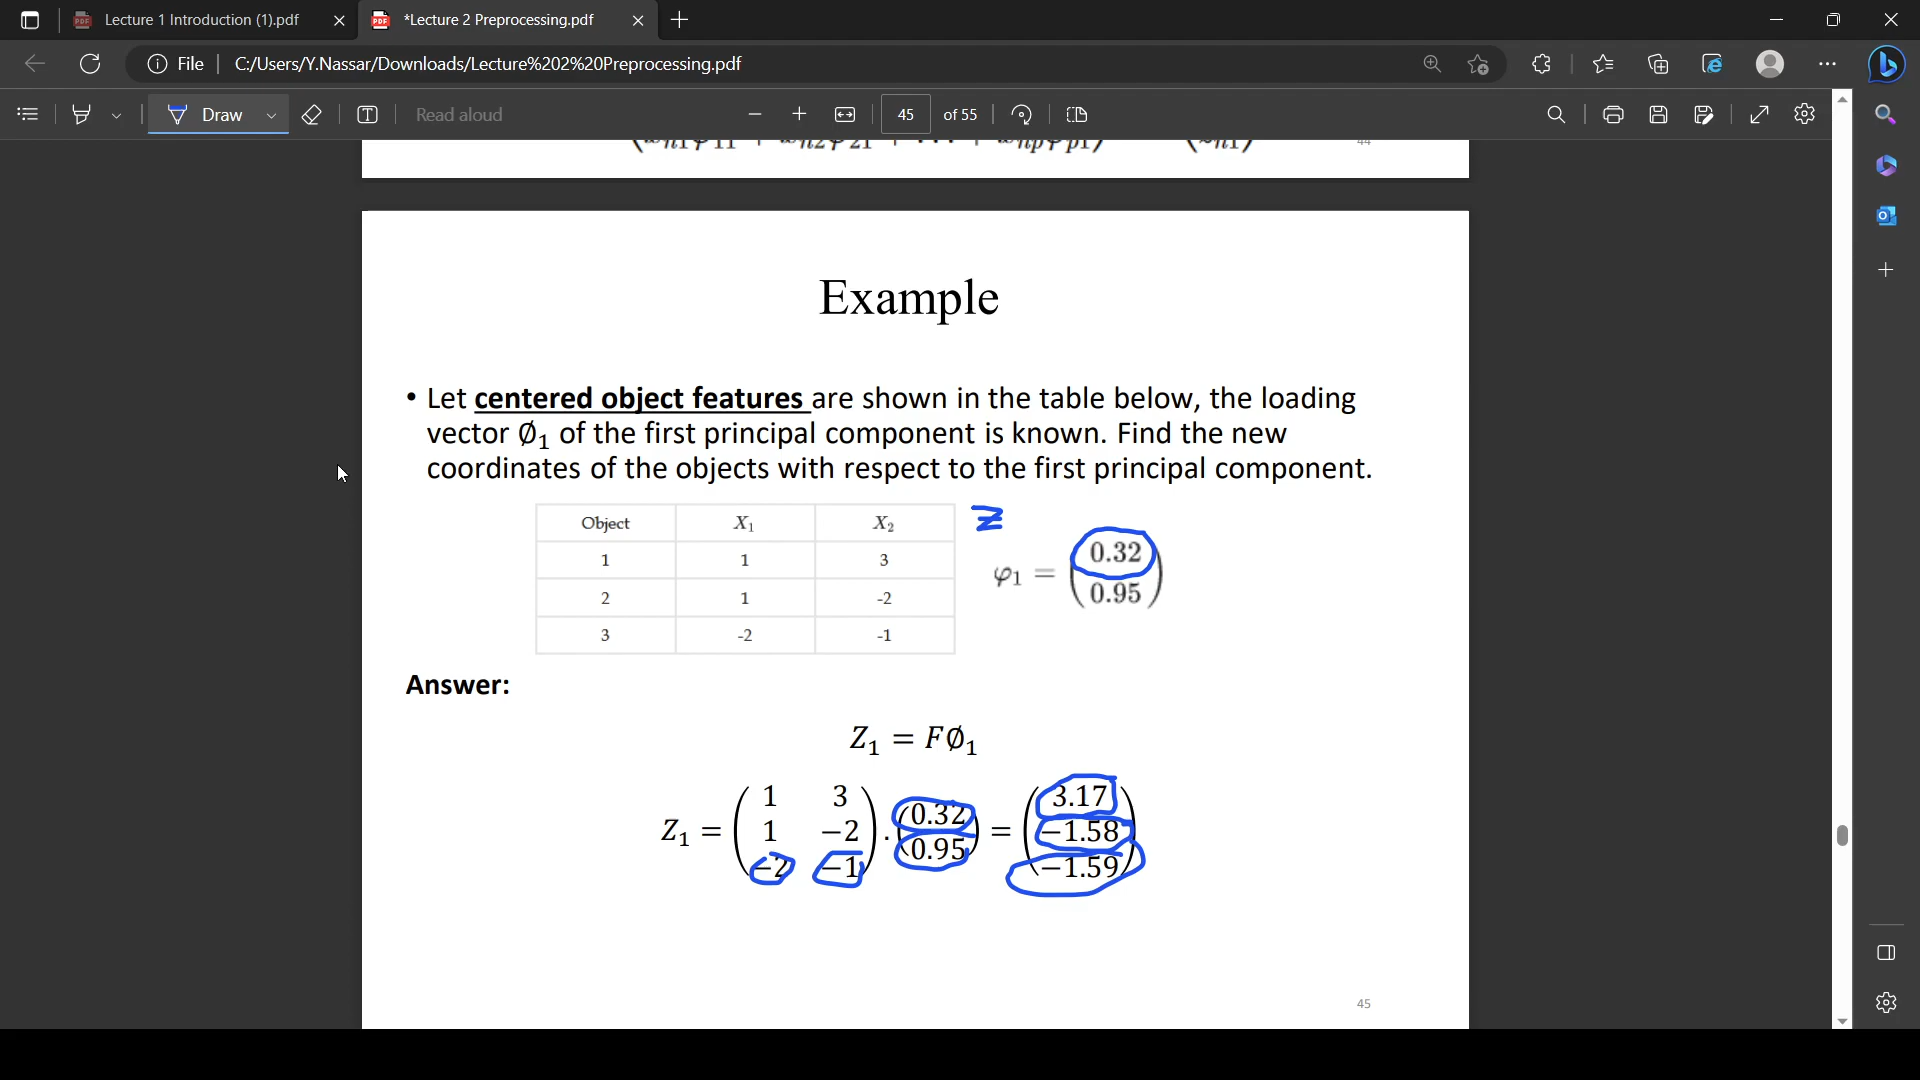 Lecture 1 Introduction (1).pdf
*Lecture 2 Preprocessing.pdf
File
C:/Users/Y.Nassar/Downloads/Lecture%202%20Preprocessing.pdf
Draw
Read aloud
45 of 55
44
Example
• Let centered object features are shown in the table below, the loading
vector ∅₁ of the first principal component is known. Find the new
coordinates of the objects with respect to the first principal component.
Object X₁ X₂
1 1 3
2 1 -2
3 -2 -1
Z
φ₁ = (0.32
0.95)
Answer:
Z₁ = F∅₁
1 3
Z₁ = (1 −2) . (0.32 0.95) = (3.17 −1.58 −1.59)
−2 −1
45